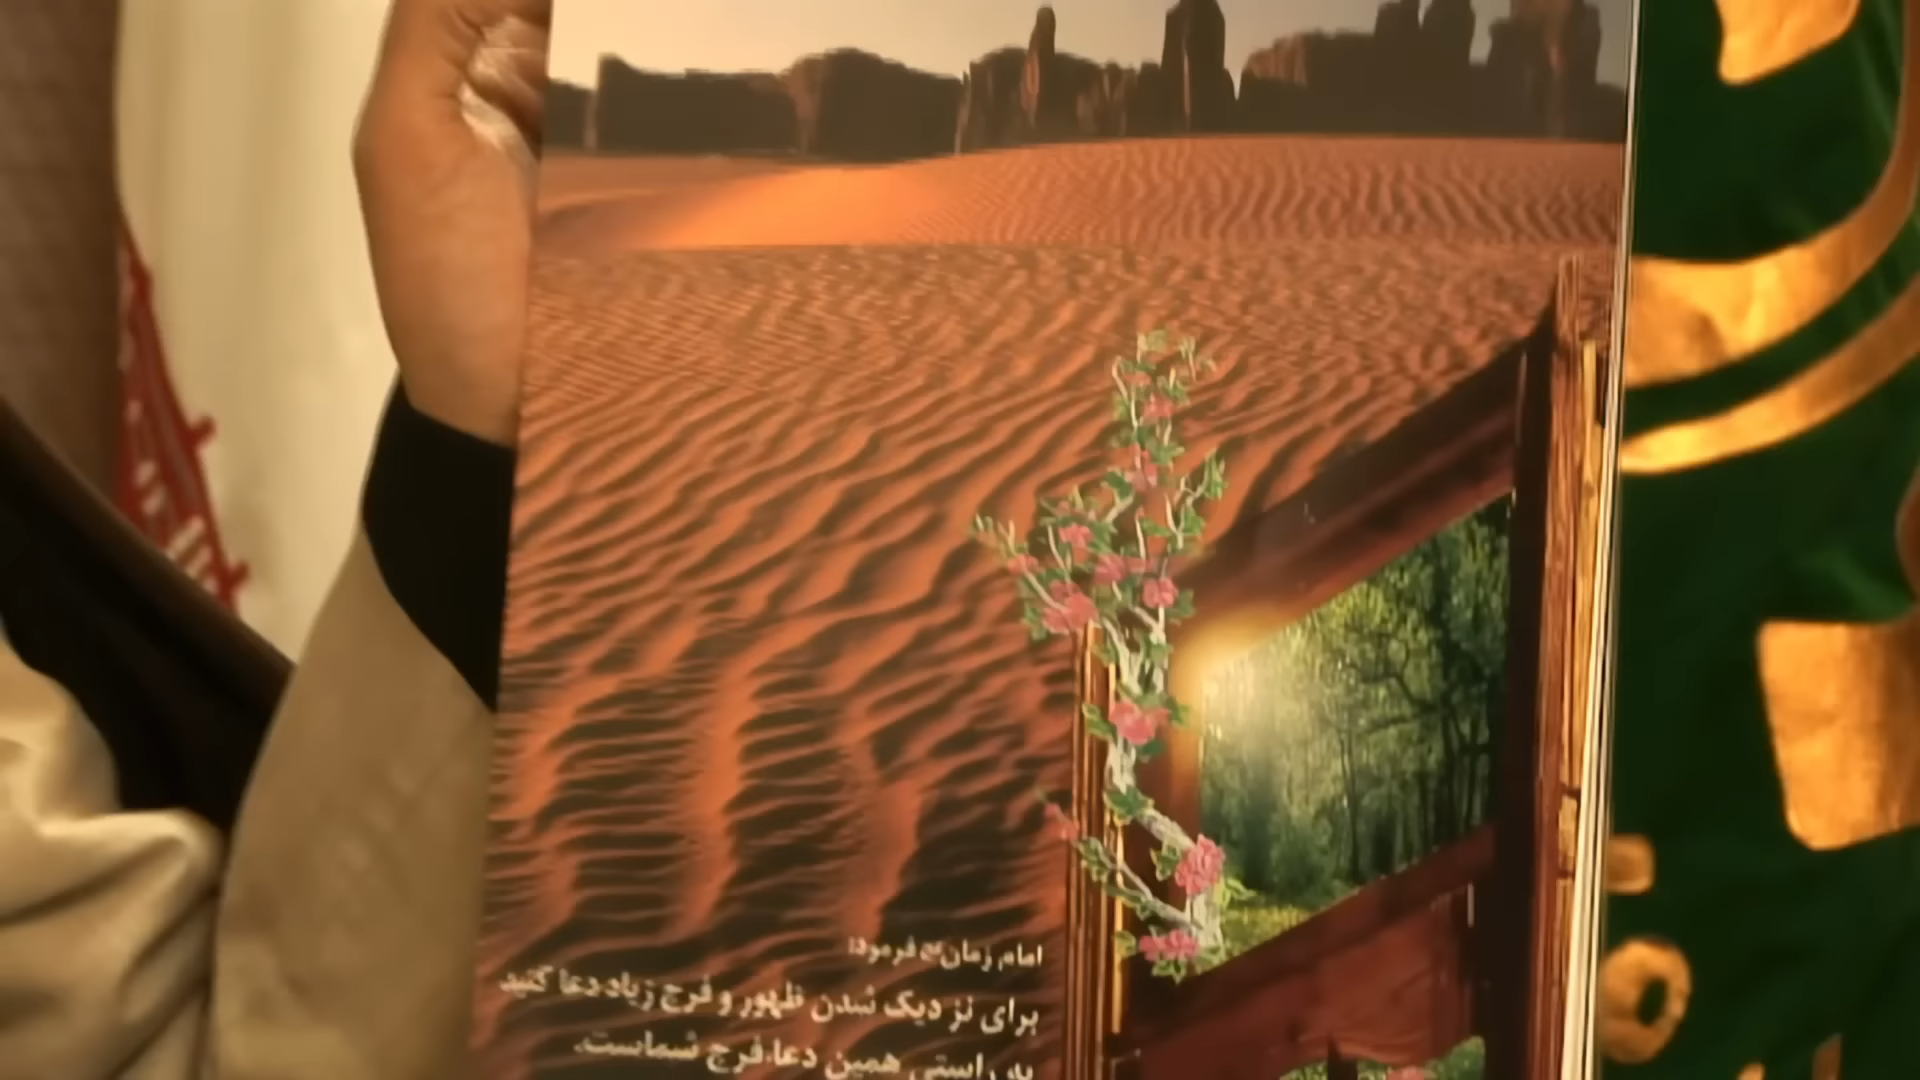 امام زمان عج فرمود:
برای نزدیک شدن ظهور و فرج زیاد دعا کنید
به راستی همین دعا، فرج شماست.